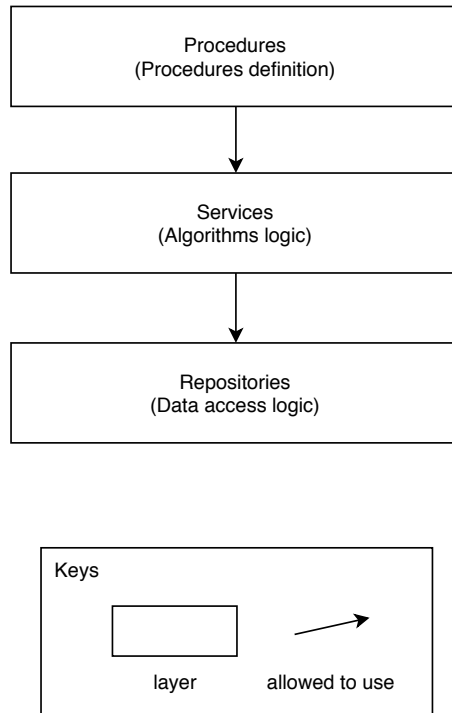 Procedures
(Procedures definition)
Services
(Algorithms logic)
Repositories
(Data access logic)
Keys
layer
allowed to use